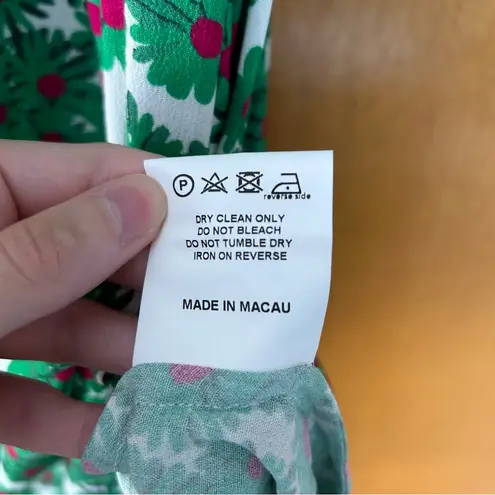 P
reverse side
DRY CLEAN ONLY
DO NOT BLEACH
DO NOT TUMBLE DRY
IRON ON REVERSE
MADE IN MACAU